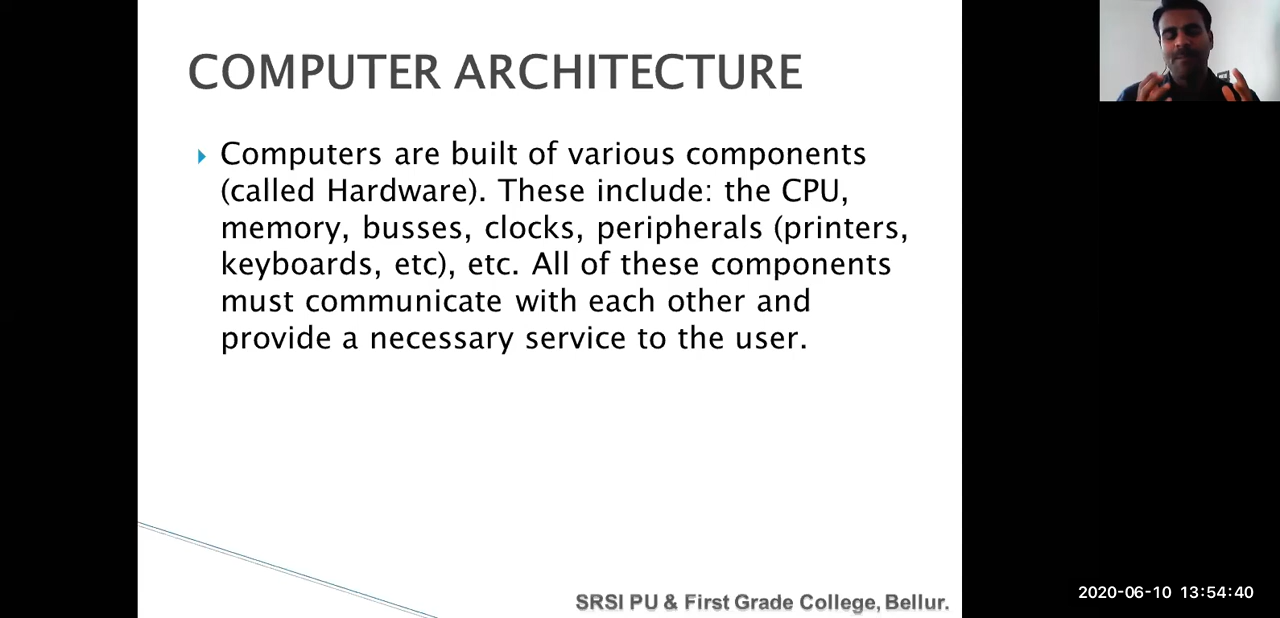 COMPUTER ARCHITECTURE
Computers are built of various components
(called Hardware). These include: the CPU,
memory, busses, clocks, peripherals (printers,
keyboards, etc), etc. All of these components
must communicate with each other and
provide a necessary service to the user.
SRSI PU & First Grade College, Bellur.
2020-06-10 13:54:40